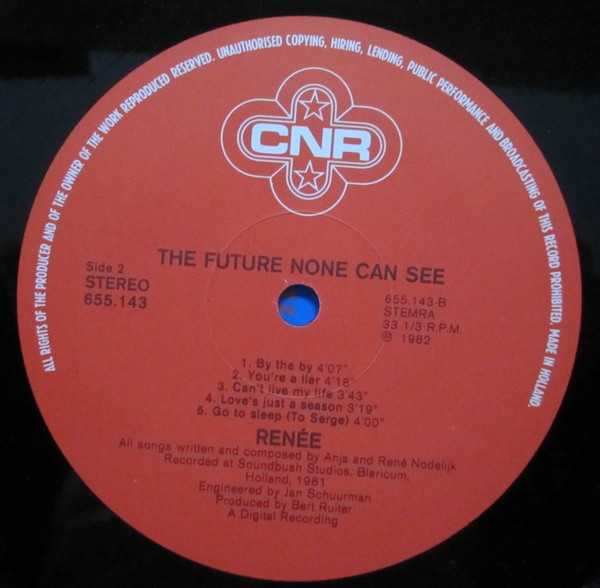 ALL RIGHTS OF THE PRODUCER AND OF THE OWNER OF THE WORK REPRODUCED RESERVED. UNAUTHORISED COPYING, HIRING, LENDING, PUBLIC PERFORMANCE AND BROADCASTING OF THIS RECORD PROHIBITED. MADE IN HOLLAND.
CNR
THE FUTURE NONE CAN SEE
Side 2
STEREO
655.143
655.143-B
STEMRA
33 1/3 R.P.M.
℗ 1982
1. By the by 4'07"
2. You're a liar 4'18"
3. Can't live my life 3'43"
4. Love's just a season 3'19"
5. Go to sleep (To Serge) 4'00"
RENÉE
All songs written and composed by Anja and René Nodelijk
Recorded at Soundpush Studios, Blaricum,
Holland, 1981
Engineered by Jan Schuurman
Produced by Bert Ruiter
A Digital Recording